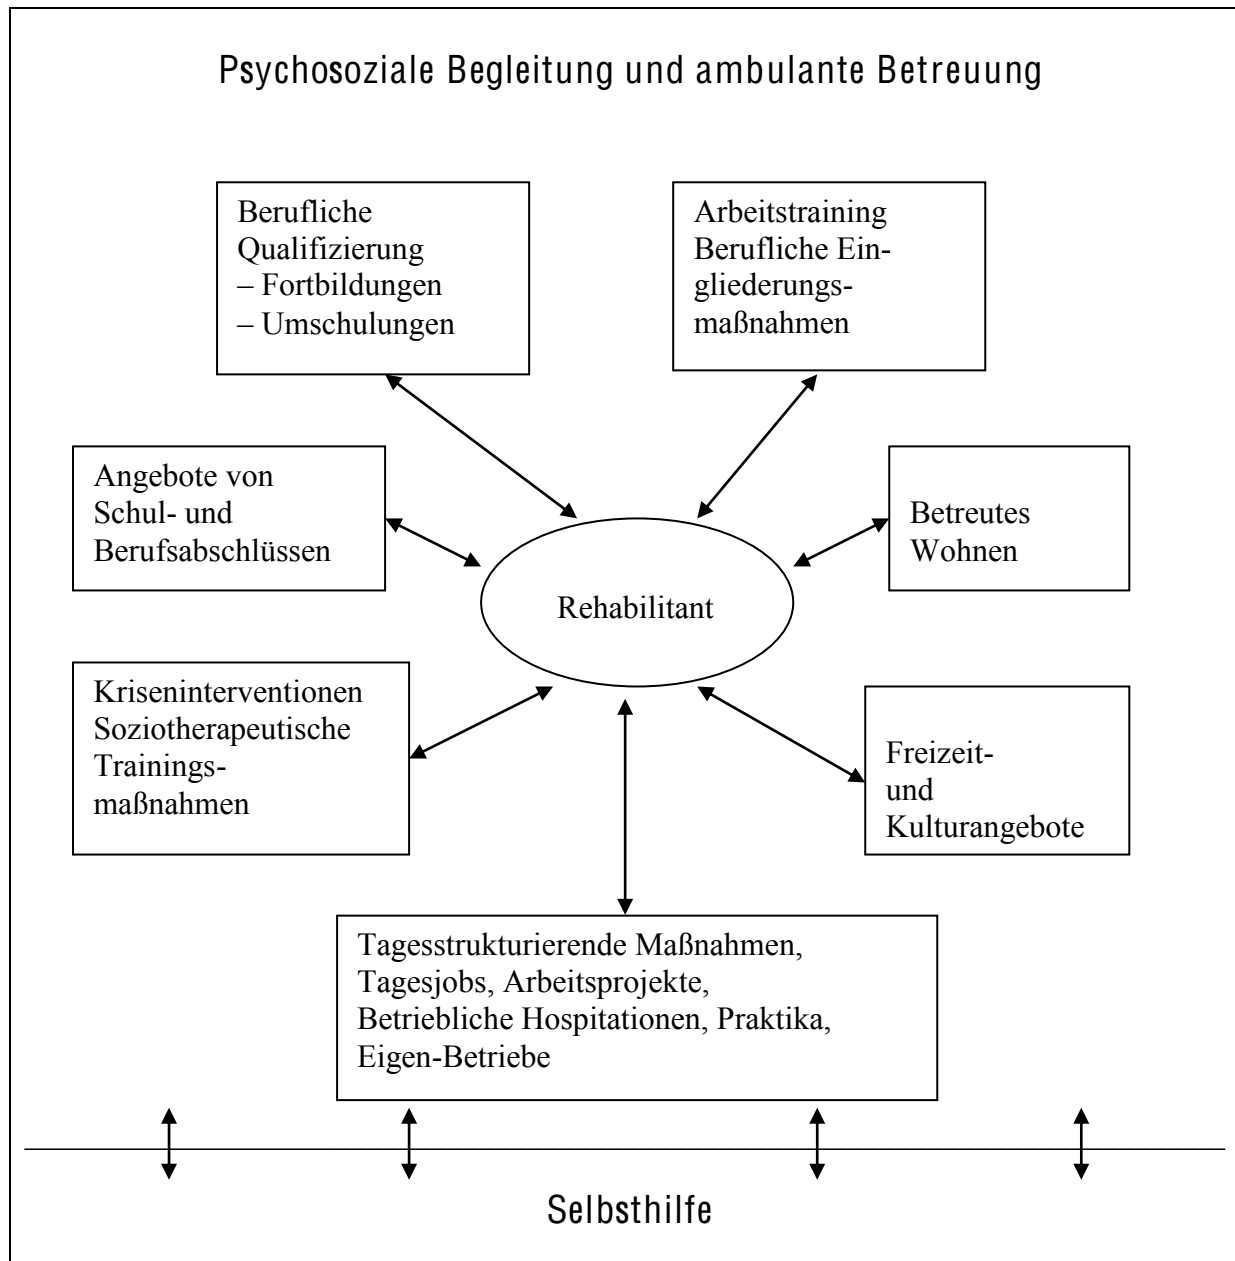 Psychosoziale Begleitung und ambulante Betreuung
Berufliche
Qualifizierung
– Fortbildungen
– Umschulungen
Arbeitstraining
Berufliche Ein-
gliederungs-
maßnahmen
Angebote von
Schul- und
Berufsabschlüssen
Betreutes
Wohnen
Rehabilitant
Kriseninterventionen
Soziotherapeutische
Trainings-
maßnahmen
Freizeit-
und
Kulturangebote
Tagesstrukturierende Maßnahmen,
Tagesjobs, Arbeitsprojekte,
Betriebliche Hospitationen, Praktika,
Eigen-Betriebe
Selbsthilfe